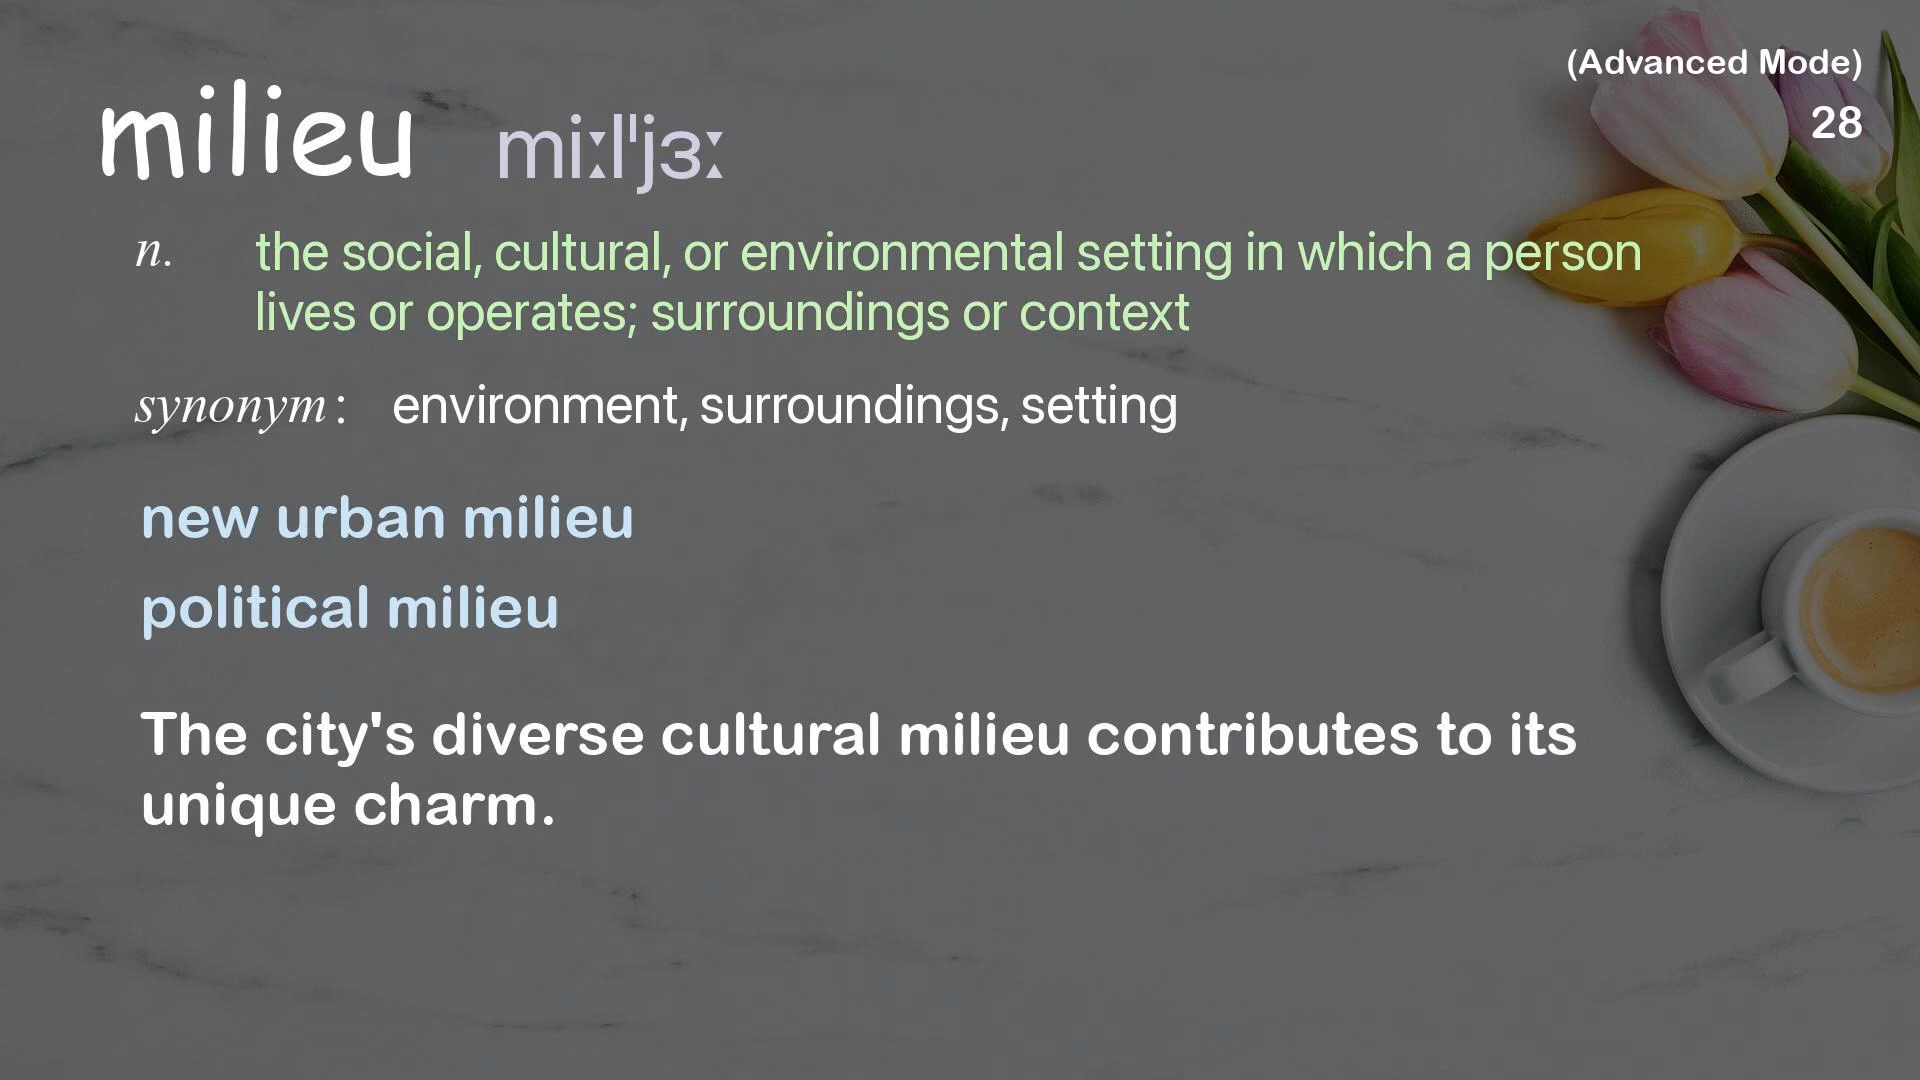 (Advanced Mode)
28
milieu miːlˈjɜː
n. the social, cultural, or environmental setting in which a person
lives or operates; surroundings or context
synonym: environment, surroundings, setting
new urban milieu
political milieu
The city's diverse cultural milieu contributes to its
unique charm.